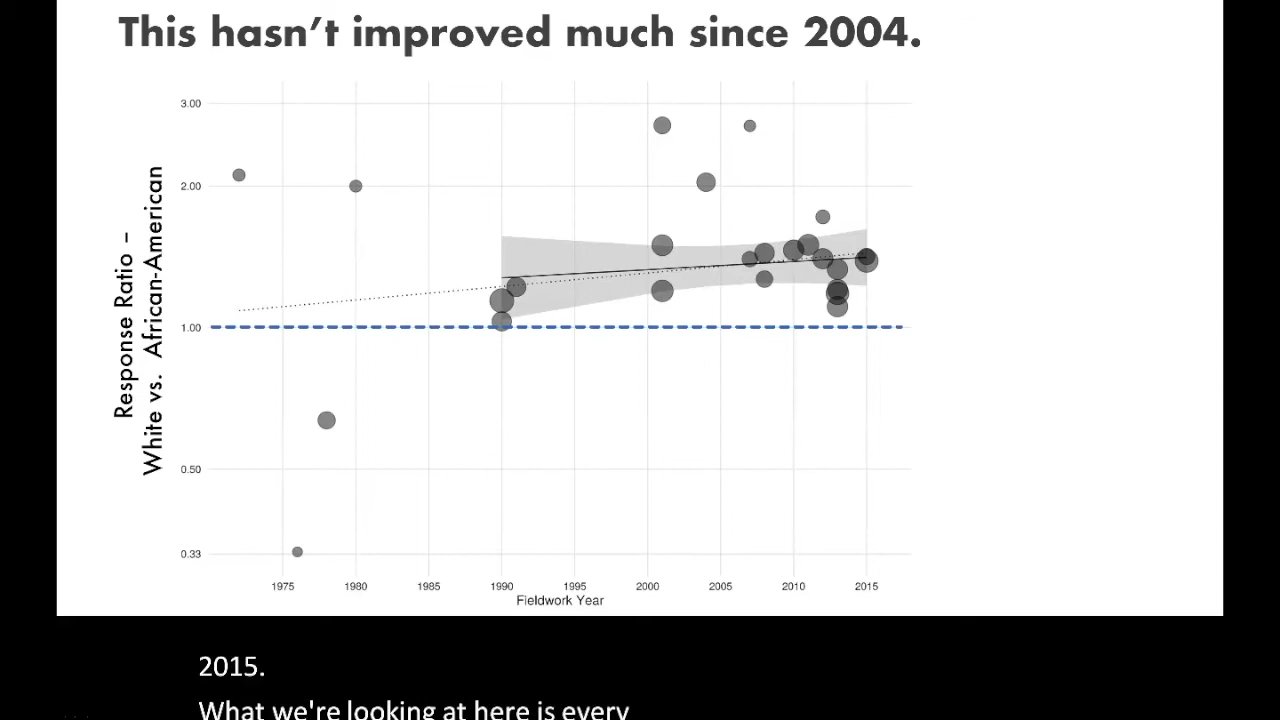 This hasn't improved much since 2004.
Response Ratio –
White vs. African-American
3.00
2.00
1.00
0.50
0.33
1975 1980 1985 1990 1995 2000 2005 2010 2015
Fieldwork Year
2015.
What we're looking at here is every